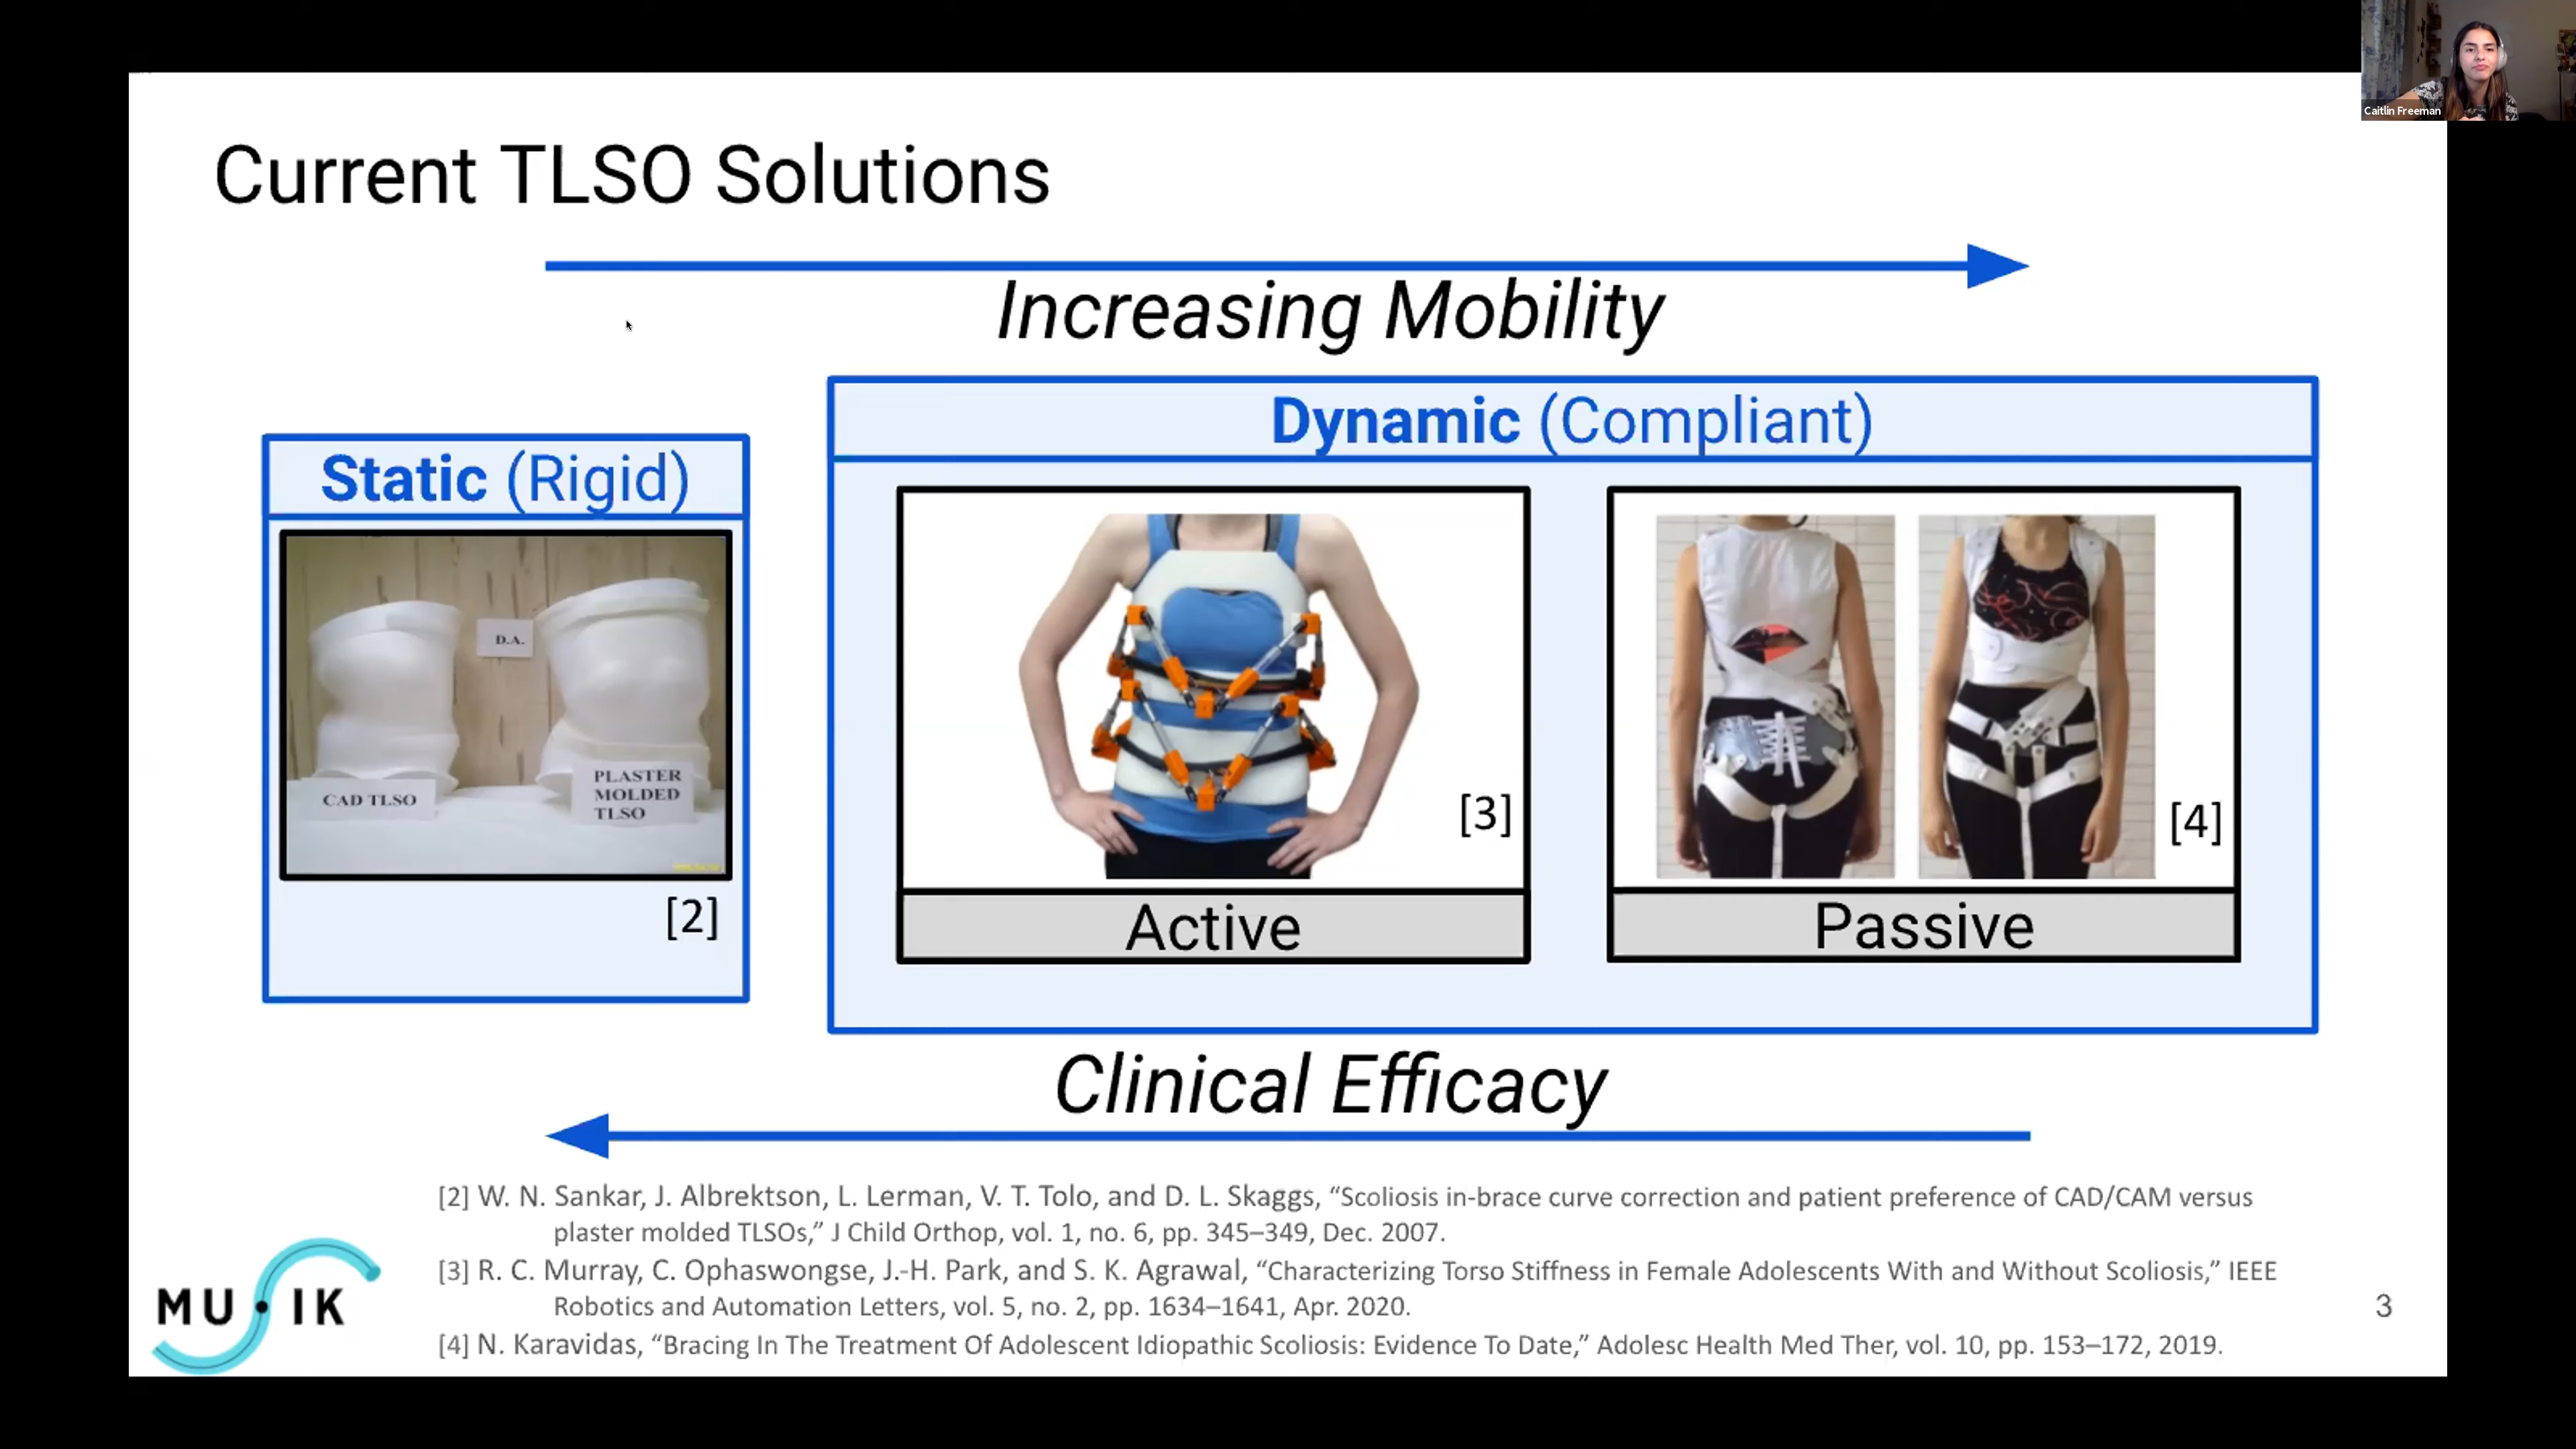 Caitlin Freeman
Current TLSO Solutions
Increasing Mobility
Static (Rigid)
D.A.
CAD TLSO
PLASTER
MOLDED
TLSO
[2]
Dynamic (Compliant)
[3]
Active
[4]
Passive
Clinical Efficacy
[2] W. N. Sankar, J. Albrektson, L. Lerman, V. T. Tolo, and D. L. Skaggs, “Scoliosis in-brace curve correction and patient preference of CAD/CAM versus
plaster molded TLSOs,” J Child Orthop, vol. 1, no. 6, pp. 345–349, Dec. 2007.
[3] R. C. Murray, C. Ophaswongse, J.-H. Park, and S. K. Agrawal, “Characterizing Torso Stiffness in Female Adolescents With and Without Scoliosis,” IEEE
Robotics and Automation Letters, vol. 5, no. 2, pp. 1634–1641, Apr. 2020.
[4] N. Karavidas, “Bracing In The Treatment Of Adolescent Idiopathic Scoliosis: Evidence To Date,” Adolesc Health Med Ther, vol. 10, pp. 153–172, 2019.
MUSIK
3